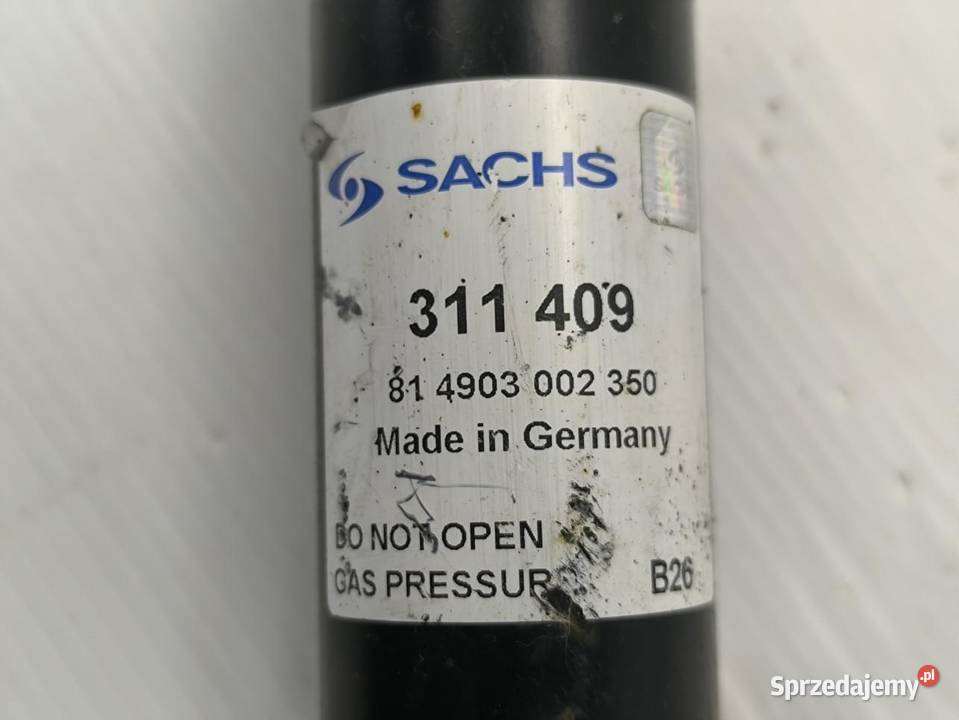 SACHS
311 409
81 4903 002 350
Made in Germany
DO NOT OPEN
GAS PRESSUR
B26
Sprzedajemy.pl